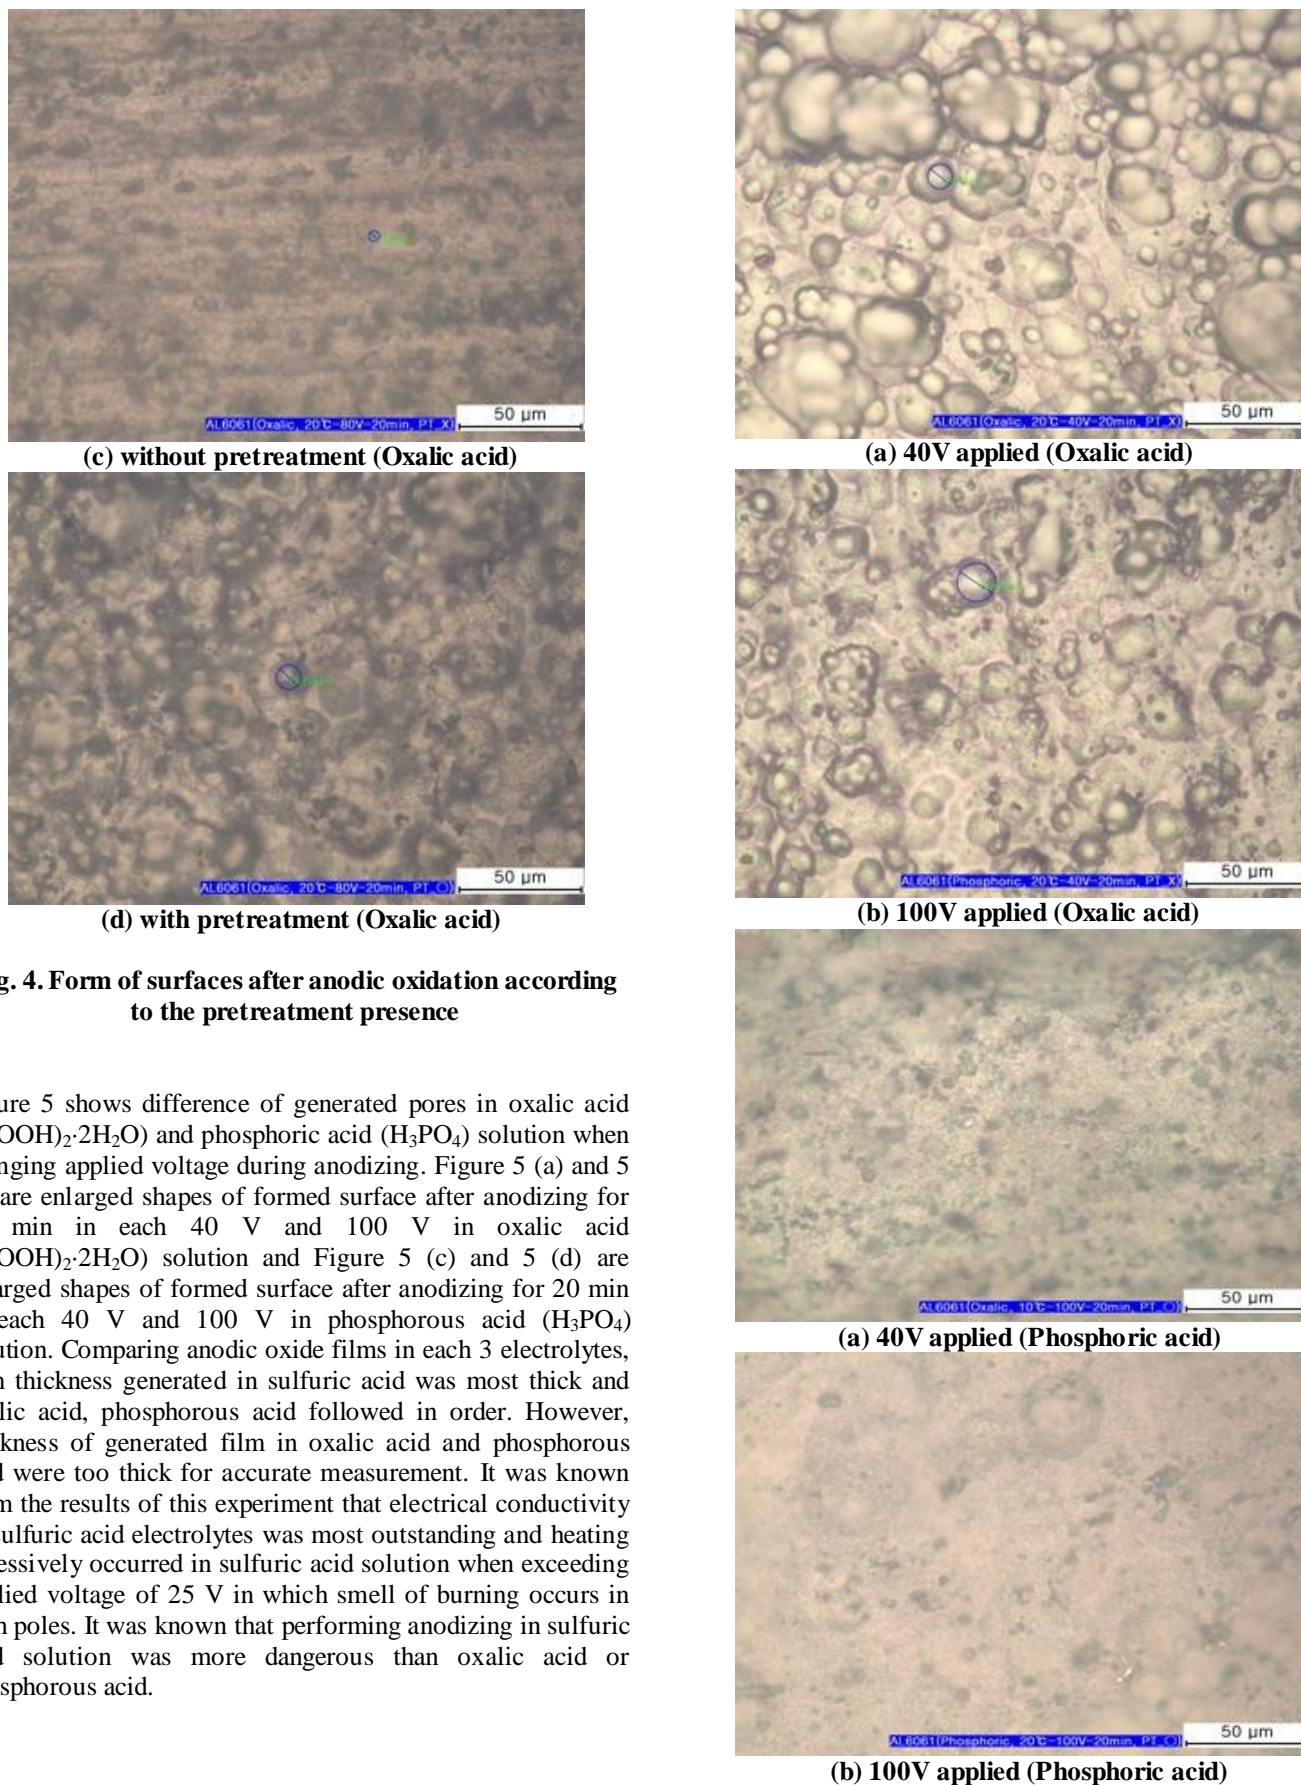 AL6061(Oxalic, 20℃-80V-20min, PT_X)
50 µm
(c) without pretreatment (Oxalic acid)
AL6061(Oxalic, 20℃-80V-20min, PT_○)
50 µm
(d) with pretreatment (Oxalic acid)
g. 4. Form of surfaces after anodic oxidation according
to the pretreatment presence
ure 5 shows difference of generated pores in oxalic acid
OOH)₂·2H₂O) and phosphoric acid (H₃PO₄) solution when
nging applied voltage during anodizing. Figure 5 (a) and 5
are enlarged shapes of formed surface after anodizing for
min in each 40 V and 100 V in oxalic acid
OOH)₂·2H₂O) solution and Figure 5 (c) and 5 (d) are
arged shapes of formed surface after anodizing for 20 min
each 40 V and 100 V in phosphorous acid (H₃PO₄)
ution. Comparing anodic oxide films in each 3 electrolytes,
thickness generated in sulfuric acid was most thick and
lic acid, phosphorous acid followed in order. However,
kness of generated film in oxalic acid and phosphorous
d were too thick for accurate measurement. It was known
m the results of this experiment that electrical conductivity
sulfuric acid electrolytes was most outstanding and heating
essively occurred in sulfuric acid solution when exceeding
lied voltage of 25 V in which smell of burning occurs in
h poles. It was known that performing anodizing in sulfuric
d solution was more dangerous than oxalic acid or
sphorous acid.
AL6061(Oxalic, 20℃-40V-20min, PT_X)
50 µm
(a) 40V applied (Oxalic acid)
AL6061(Phosphoric, 20℃-40V-20min, PT_X)
50 µm
(b) 100V applied (Oxalic acid)
AL6061(Oxalic, 10℃-100V-20min, PT_○)
50 µm
(a) 40V applied (Phosphoric acid)
AL6061(Phosphoric, 20℃-100V-20min, PT_○)
50 µm
(b) 100V applied (Phosphoric acid)